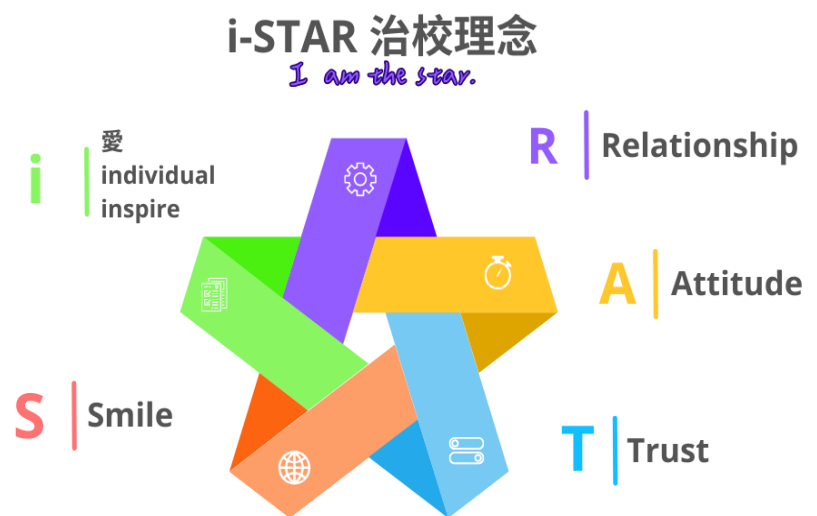 i-STAR 治校理念
I am the star.
i
愛
individual
inspire
S
Smile
T
Trust
A
Attitude
R
Relationship